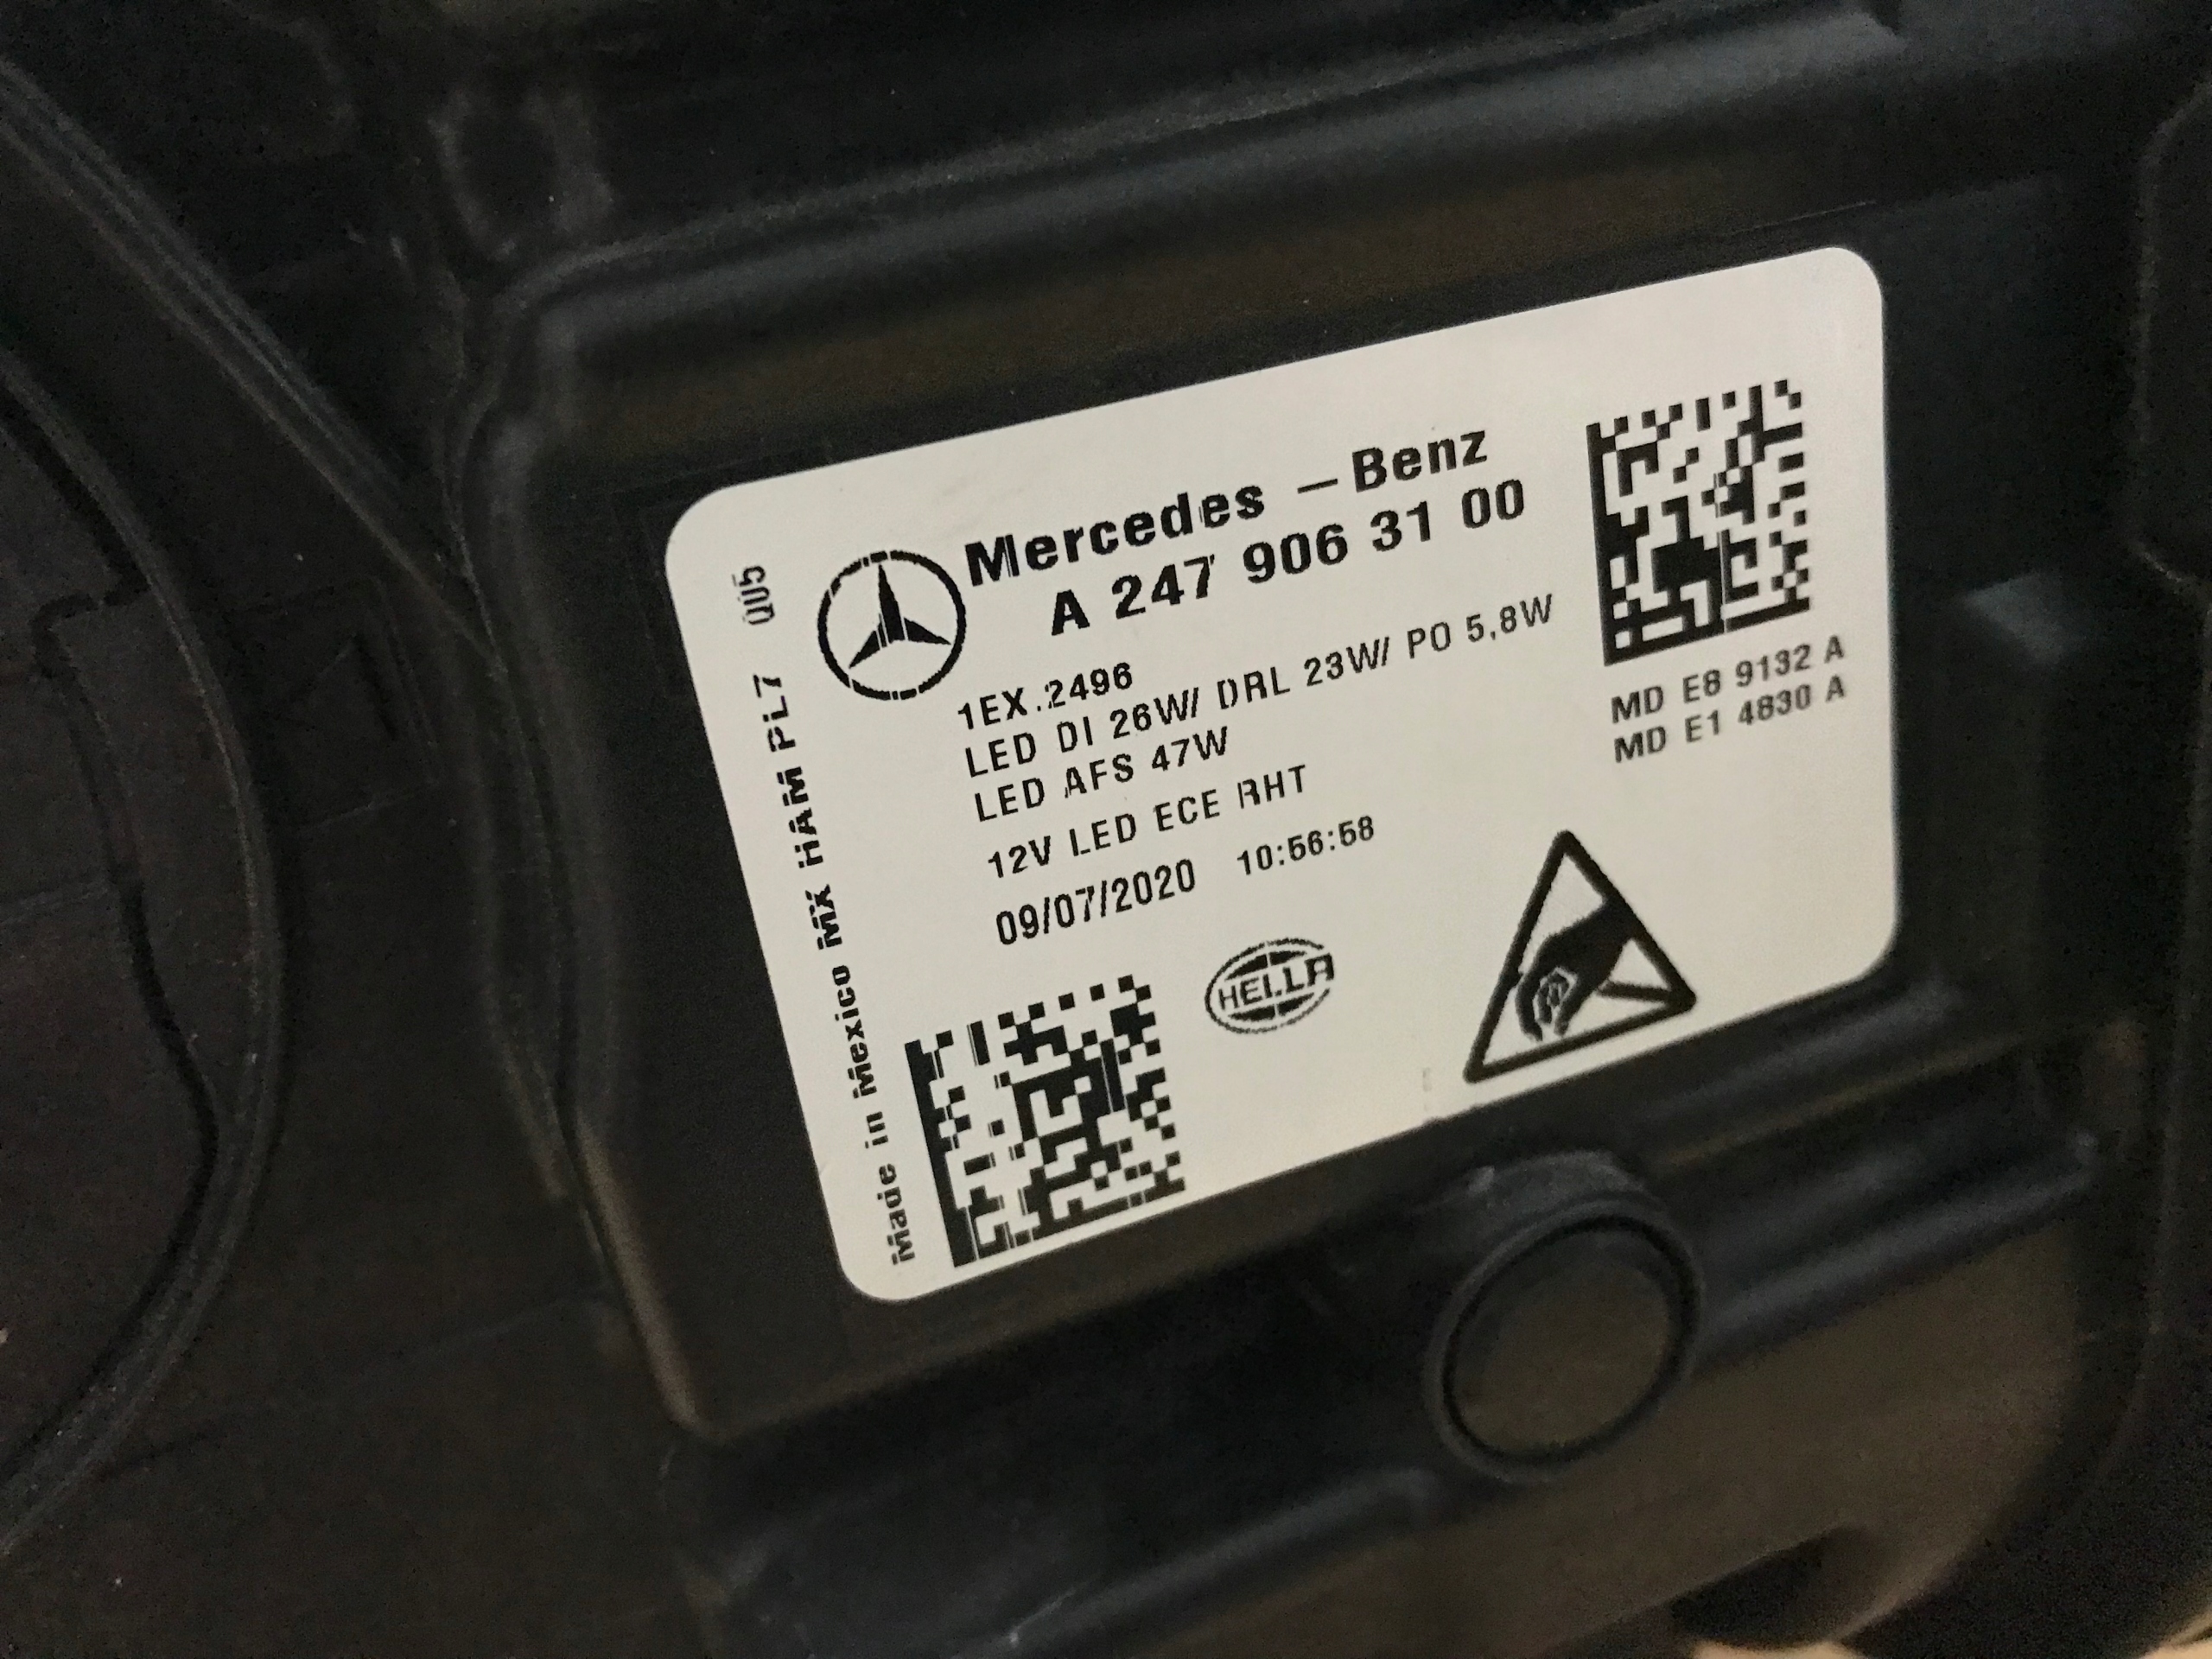 Mercedes – Benz
A 247 906 31 00
1EX.2496
LED DI 26W/ DRL 23W/ PO 5,8W
LED AFS 47W
12V LED ECE RHT
09/07/2020 10:56:58
HELLA
MD E8 9132 A
MD E1 4830 A
Made in Mexico MX HAM PL7 QU5